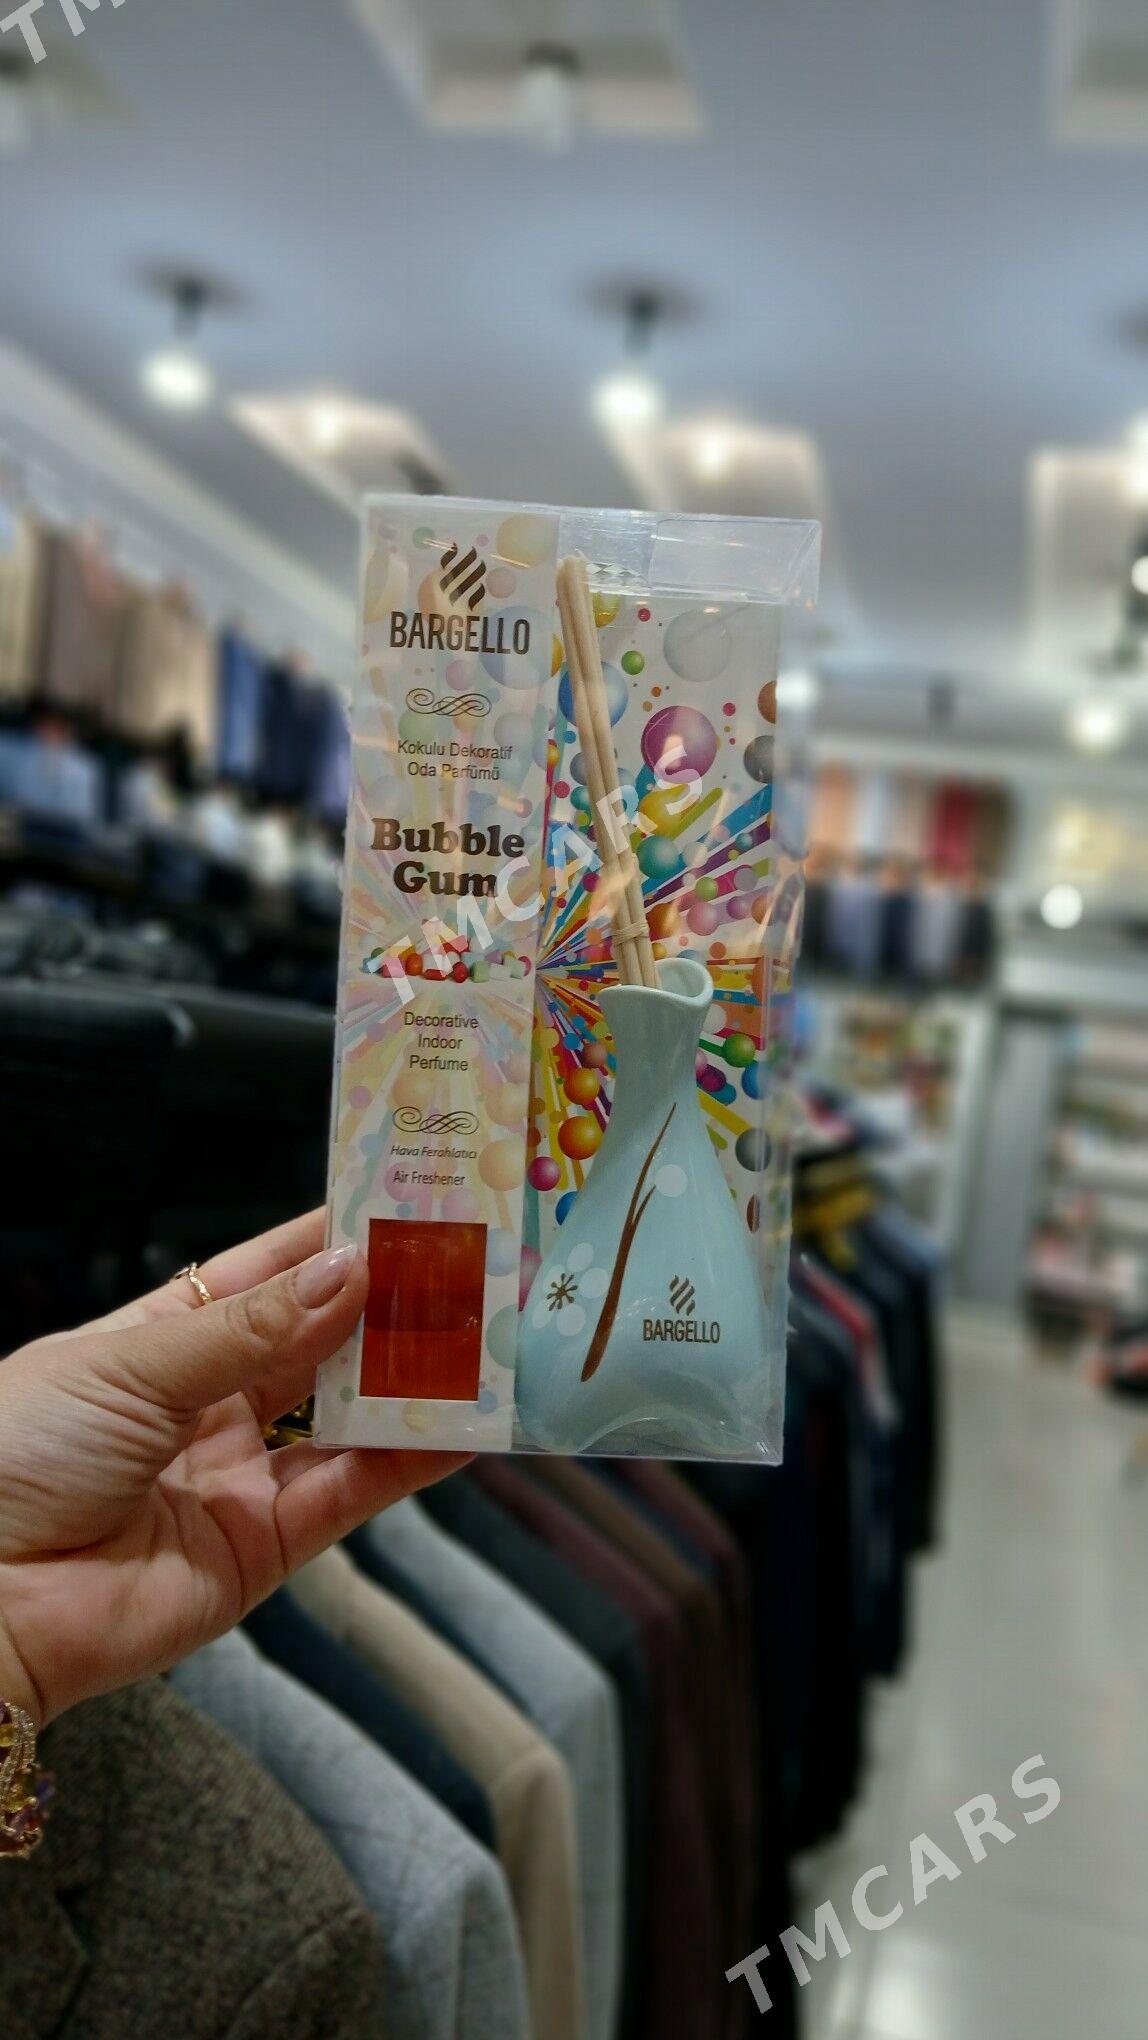 BARGELLO
Kokulu Dekoratif
Oda Parfümü
Bubble
Gum
Decorative
Indoor
Perfume
Hava Ferahlatıcı
Air Freshener
BARGELLO
TMCARS
TMCARS